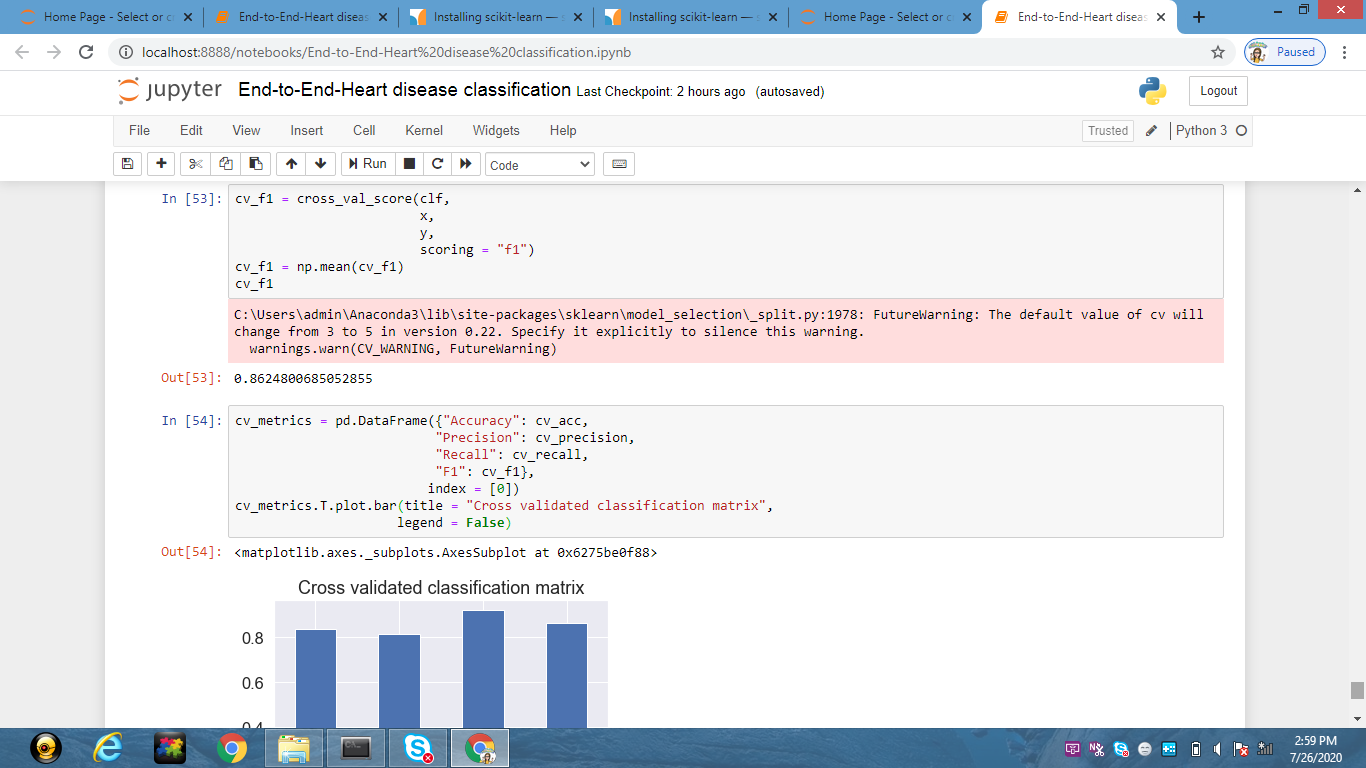 Home Page - Select or c
End-to-End-Heart diseas
Installing scikit-learn — s
Installing scikit-learn — s
Home Page - Select or c
End-to-End-Heart diseas
localhost:8888/notebooks/End-to-End-Heart%20disease%20classification.ipynb
Paused
jupyter End-to-End-Heart disease classification Last Checkpoint: 2 hours ago (autosaved)
Logout
File Edit View Insert Cell Kernel Widgets Help
Trusted
Python 3
Run
Code
In [53]: cv_f1 = cross_val_score(clf,
x,
y,
scoring = "f1")
cv_f1 = np.mean(cv_f1)
cv_f1
C:\Users\admin\Anaconda3\lib\site-packages\sklearn\model_selection\_split.py:1978: FutureWarning: The default value of cv will
change from 3 to 5 in version 0.22. Specify it explicitly to silence this warning.
warnings.warn(CV_WARNING, FutureWarning)
Out[53]: 0.8624800685052855
In [54]: cv_metrics = pd.DataFrame({"Accuracy": cv_acc,
"Precision": cv_precision,
"Recall": cv_recall,
"F1": cv_f1},
index = [0])
cv_metrics.T.plot.bar(title = "Cross validated classification matrix",
legend = False)
Out[54]: <matplotlib.axes._subplots.AxesSubplot at 0x6275be0f88>
Cross validated classification matrix
0.8
0.6
0.4
2:59 PM
7/26/2020